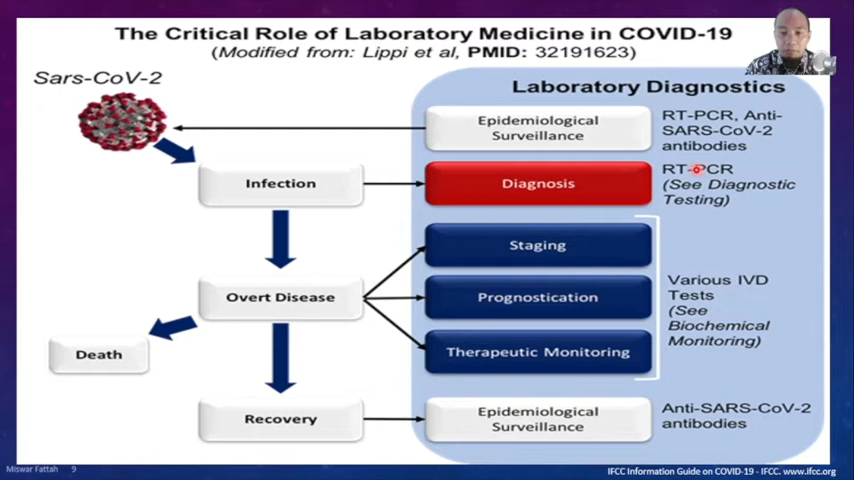 The Critical Role of Laboratory Medicine in COVID-19
(Modified from: Lippi et al, PMID: 32191623)
Sars-CoV-2
Laboratory Diagnostics
Epidemiological
Surveillance
RT-PCR, Anti-
SARS-CoV-2
antibodies
Infection
Diagnosis
RT-PCR
(See Diagnostic
Testing)
Staging
Overt Disease
Prognostication
Various IVD
Tests
(See
Biochemical
Monitoring)
Death
Therapeutic Monitoring
Recovery
Epidemiological
Surveillance
Anti-SARS-CoV-2
antibodies
Miswar Fattah 9
IFCC Information Guide on COVID-19 - IFCC. www.ifcc.org